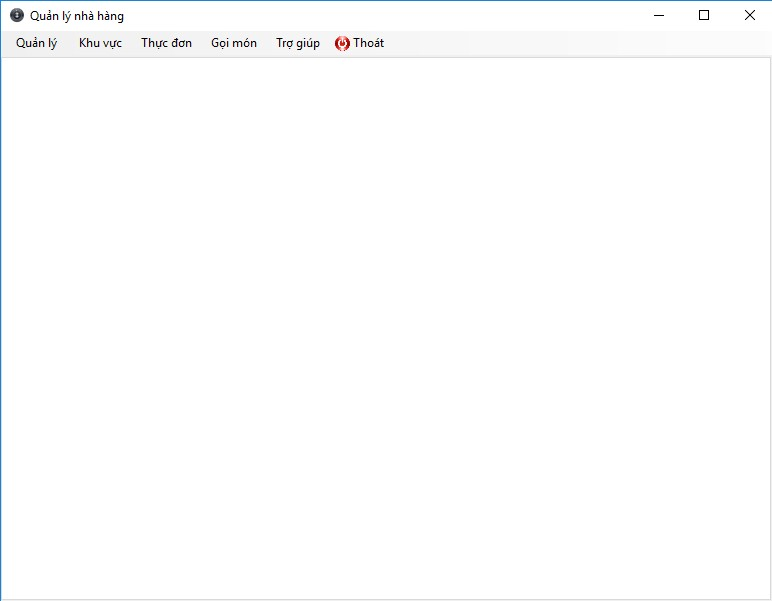 Quản lý nhà hàng
Quản lý Khu vực Thực đơn Gọi món Trợ giúp Thoát